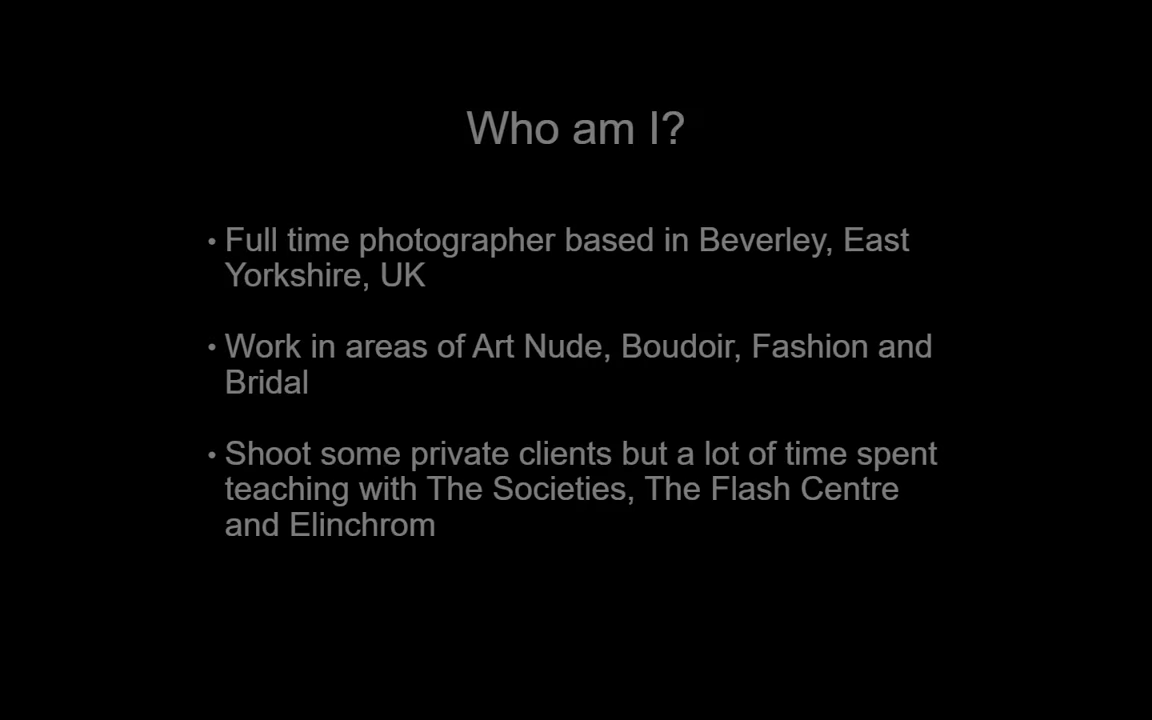 Who am I?
• Full time photographer based in Beverley, East
Yorkshire, UK
• Work in areas of Art Nude, Boudoir, Fashion and
Bridal
• Shoot some private clients but a lot of time spent
teaching with The Societies, The Flash Centre
and Elinchrom